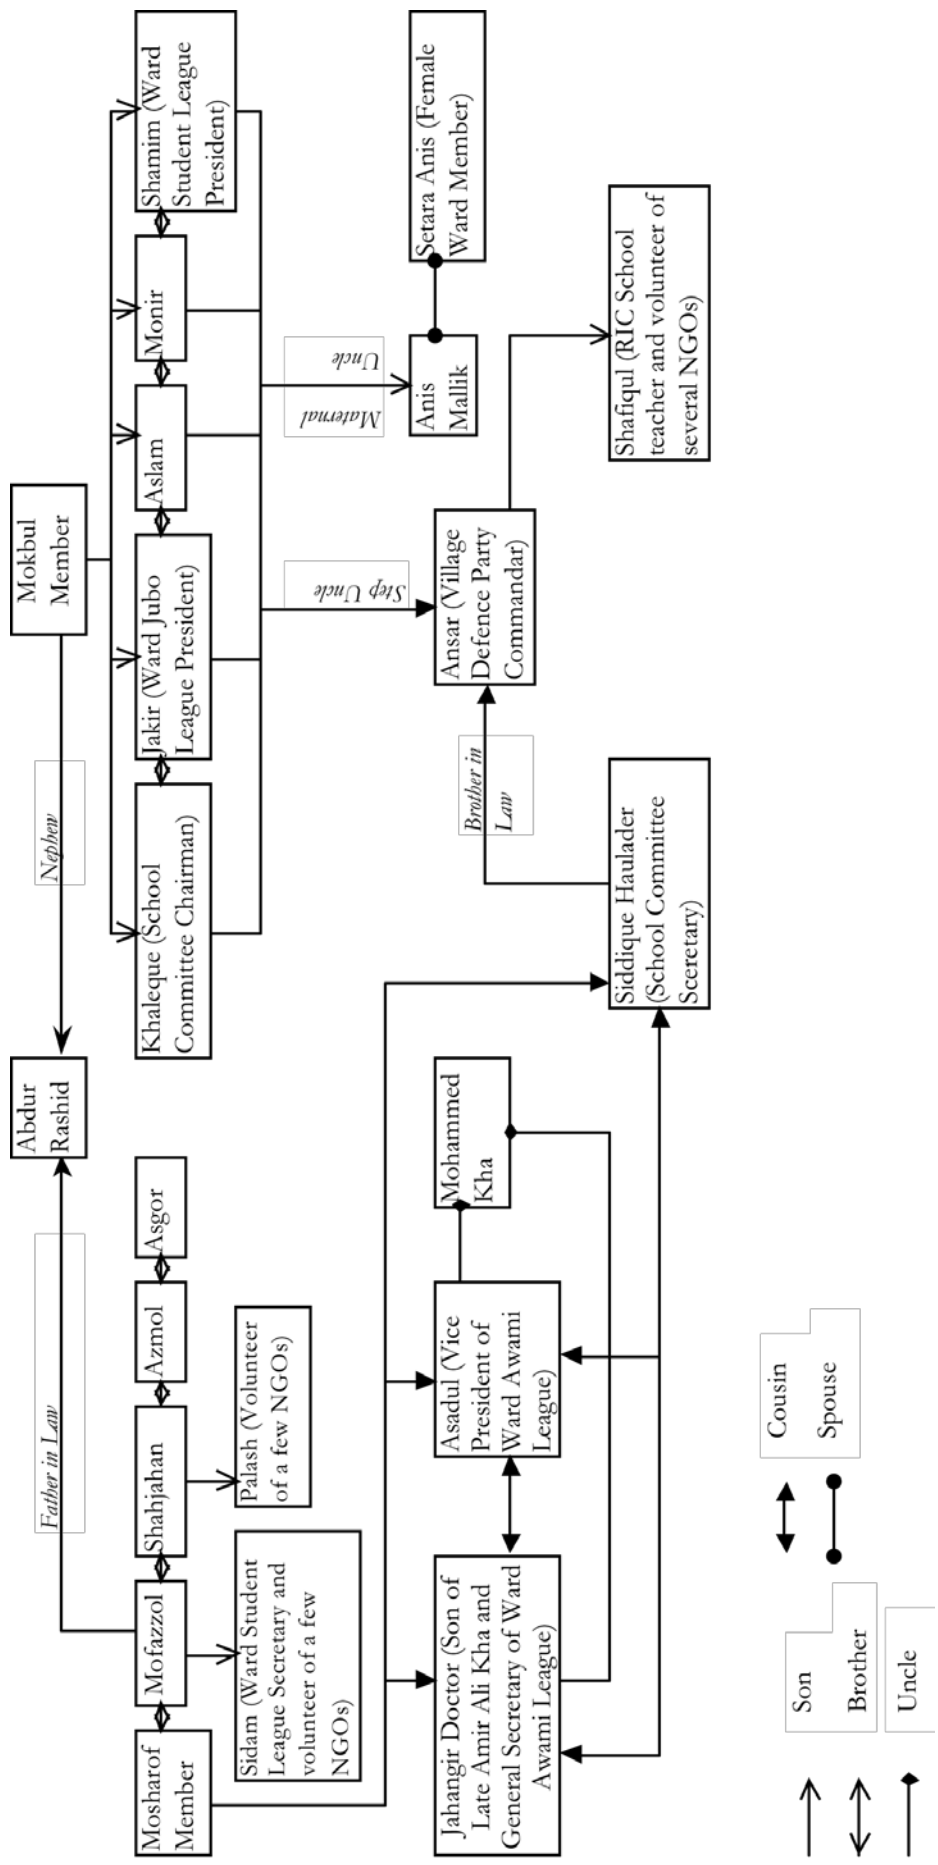 Mosharof
Member
Mofazzol
Shahjahan
Azmol
Asgor
Father in Law
Abdur
Rashid
Nephew
Mokbul
Member
Khaleque (School
Committee Chairman)
Jakir (Ward Jubo
League President)
Aslam
Monir
Shamim (Ward
Student League
President)
Sidam (Ward Student
League Secretary and
volunteer of a few
NGOs)
Palash (Volunteer
of a few NGOs)
Step Uncle
Maternal
Uncle
Jahangir Doctor (Son of
Late Amir Ali Kha and
General Secretary of Ward
Awami League)
Asadul (Vice
President of
Ward Awami
League)
Mohammed
Kha
Brother in
Law
Ansar (Village
Defence Party
Commandar)
Anis
Mallik
Setara Anis (Female
Ward Member)
Siddique Haulader
(School Committee
Sceretary)
Shafiqul (RIC School
teacher and volunteer of
several NGOs)
Son
Brother
Uncle
Cousin
Spouse